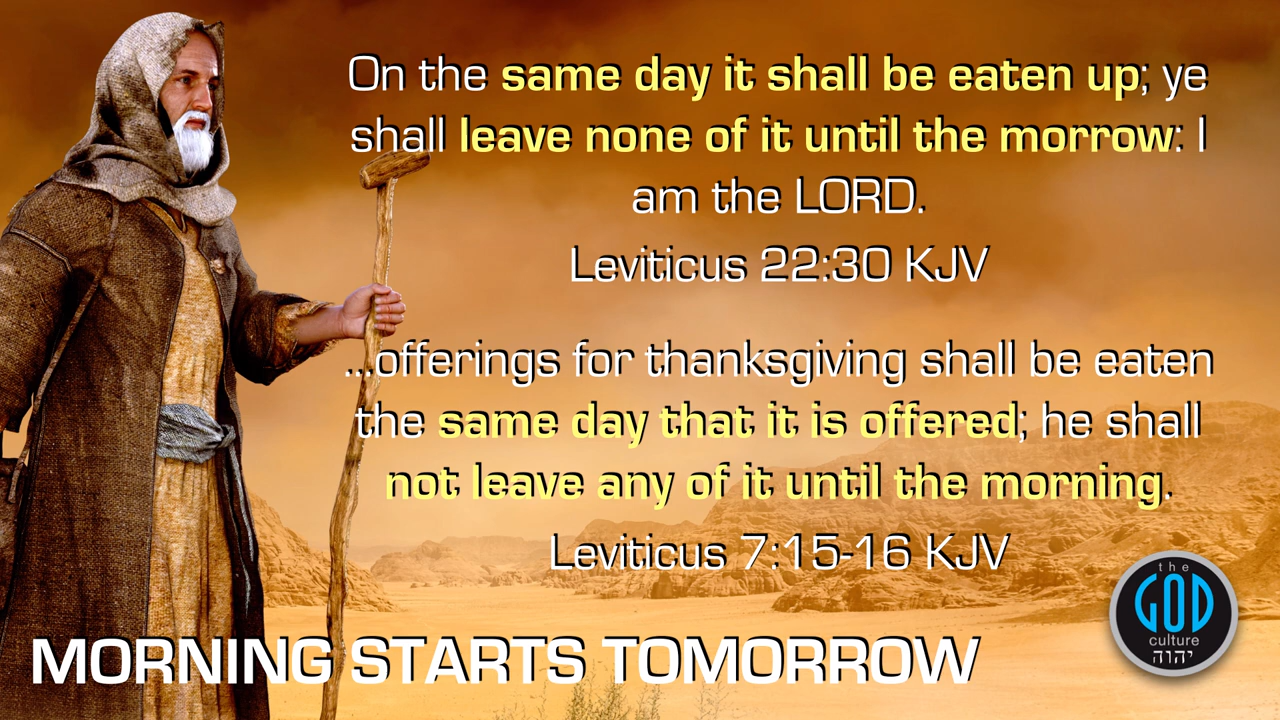 On the same day it shall be eaten up; ye
shall leave none of it until the morrow: I
am the LORD.
Leviticus 22:30 KJV
...offerings for thanksgiving shall be eaten
the same day that it is offered; he shall
not leave any of it until the morning.
Leviticus 7:15-16 KJV
MORNING STARTS TOMORROW
the
GOD
culture
יהוה